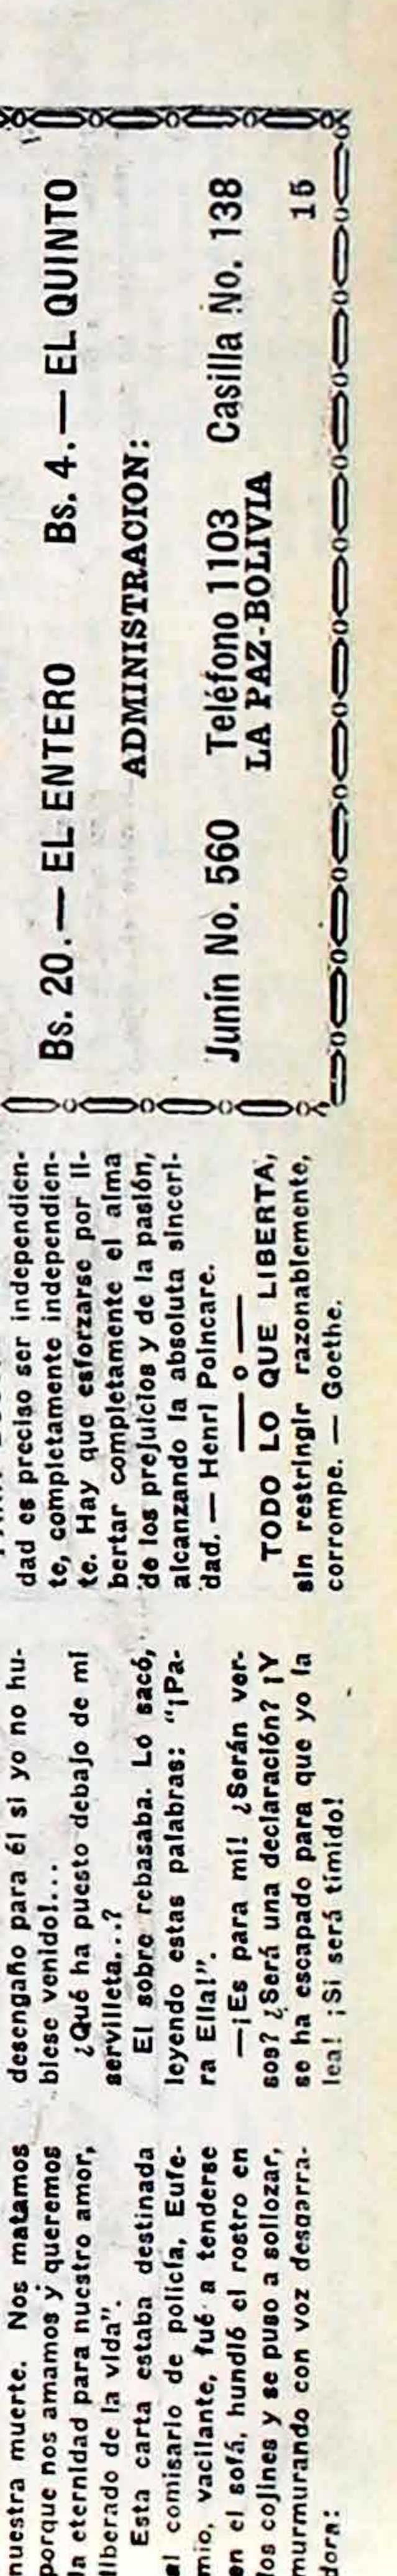 nuestra muerte. Nos matamos
porque nos amamos y queremos
la eternidad para nuestro amor,
liberado de la vida”.
Esta carta estaba destinada
al comisario de policía, Eufe-
mio, vacilante, fué a tenderse
en el sofá, hundió el rostro en
los cojines y se puso a sollozar,
murmurando con voz desgarra-
dora:
desengaño para él si yo no hu-
biese venido!...
¿Qué ha puesto debajo de mi
servilleta...?
El sobre rebasaba. Lo sacó,
leyendo estas palabras: “¡Pa-
ra Ella!”.
—¡Es para mí! ¿Serán ver-
sos? ¿Será una declaración? ¡Y
se ha escapado para que yo la
lea! ¡Si será tímido!
dad es preciso ser independien-
te, completamente independien-
te. Hay que esforzarse por li-
bertar completamente el alma
de los prejuicios y de la pasión,
alcanzando la absoluta sinceri-
dad. — Henri Poincare.
— o —
TODO LO QUE LIBERTA,
sin restringir razonablemente,
corrompe. — Goethe.
Bs. 20.— EL ENTERO Bs. 4.— EL QUINTO
ADMINISTRACION:
Junín No. 560 Teléfono 1103 Casilla No. 138
LA PAZ-BOLIVIA
15